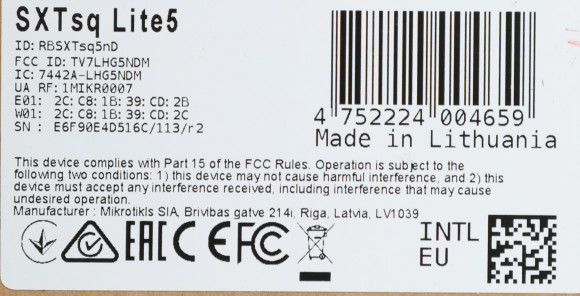 SXTsq Lite5
ID: RBSXTsq5nD
FCC ID: TV7LHG5NDM
IC: 7442A-LHG5NDM
UA RF: 1MIKR0007
E01: 2C:C8:1B:39:CD:2B
W01: 2C:C8:1B:39:CD:2C
SN : E6F90E4D516C/113/r2
4 752224 004659
Made in Lithuania
This device complies with Part 15 of the FCC Rules. Operation is subject to the
following two conditions: 1) this device may not cause harmful interference, and 2) this
device must accept any interference received, including interference that may cause
undesired operation.
Manufacturer : Mikrotikls SIA, Brivibas gatve 214i, Riga, Latvia, LV1039
EAC CE FC
INTL
EU